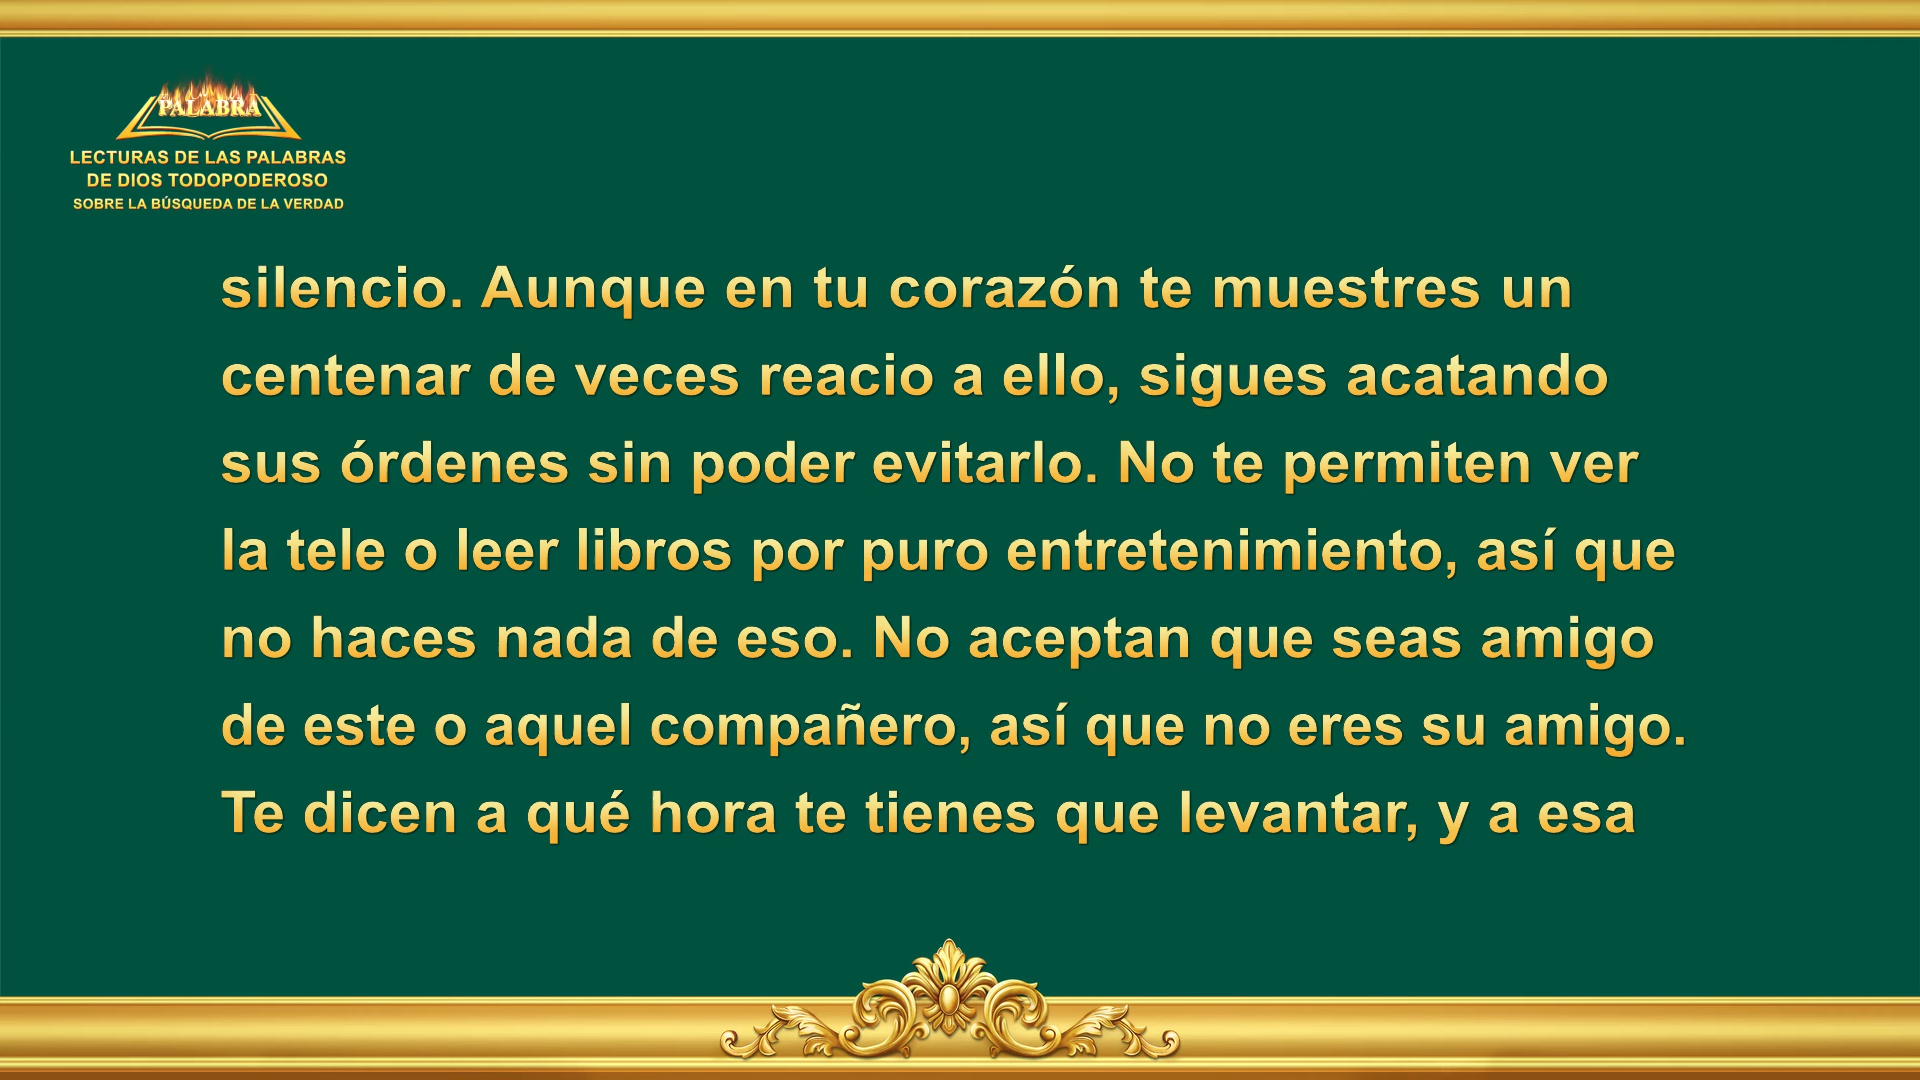 PALABRA
LECTURAS DE LAS PALABRAS
DE DIOS TODOPODEROSO
SOBRE LA BÚSQUEDA DE LA VERDAD
silencio. Aunque en tu corazón te muestres un
centenar de veces reacio a ello, sigues acatando
sus órdenes sin poder evitarlo. No te permiten ver
la tele o leer libros por puro entretenimiento, así que
no haces nada de eso. No aceptan que seas amigo
de este o aquel compañero, así que no eres su amigo.
Te dicen a qué hora te tienes que levantar, y a esa